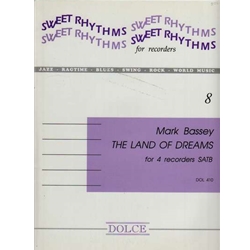 SWEET RHYTHMS SWEET RHYTHMS
SWEET RHYTHMS SWEET RHYTHMS
for recorders
JAZZ - RAGTIME - BLUES - SWING - ROCK - WORLD MUSIC
8
Mark Bassey
THE LAND OF DREAMS
for 4 recorders SATB
DOLCE